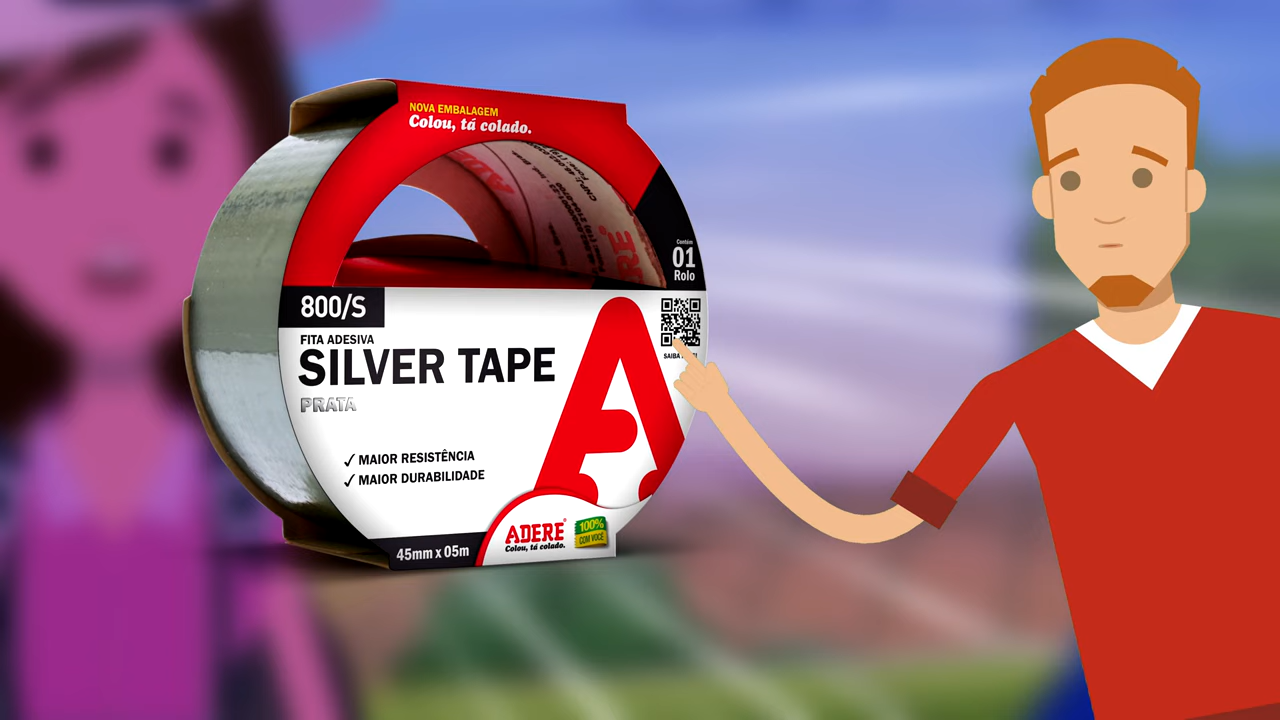 NOVA EMBALAGEM
Colou, tá colado.
Contém
01
Rolo
800/S
FITA ADESIVA
SILVER TAPE
PRATA
✓ MAIOR RESISTÊNCIA
✓ MAIOR DURABILIDADE
ADERE®
Colou, tá colado.
100%
COM VOCÊ
45mm x 05m